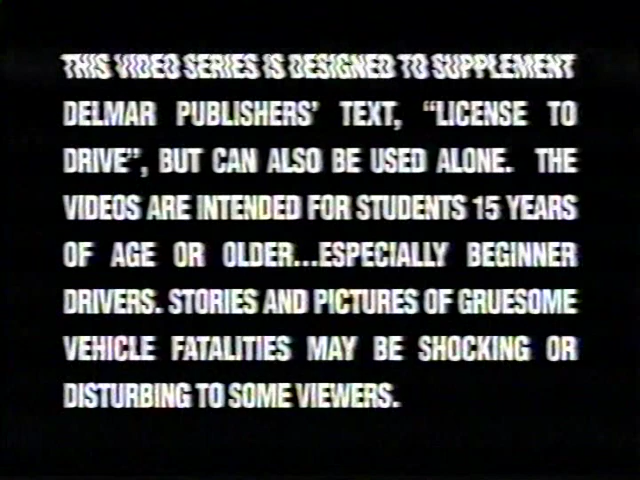 THIS VIDEO SERIES IS DESIGNED TO SUPPLEMENT
DELMAR PUBLISHERS' TEXT, “LICENSE TO
DRIVE”, BUT CAN ALSO BE USED ALONE. THE
VIDEOS ARE INTENDED FOR STUDENTS 15 YEARS
OF AGE OR OLDER...ESPECIALLY BEGINNER
DRIVERS. STORIES AND PICTURES OF GRUESOME
VEHICLE FATALITIES MAY BE SHOCKING OR
DISTURBING TO SOME VIEWERS.